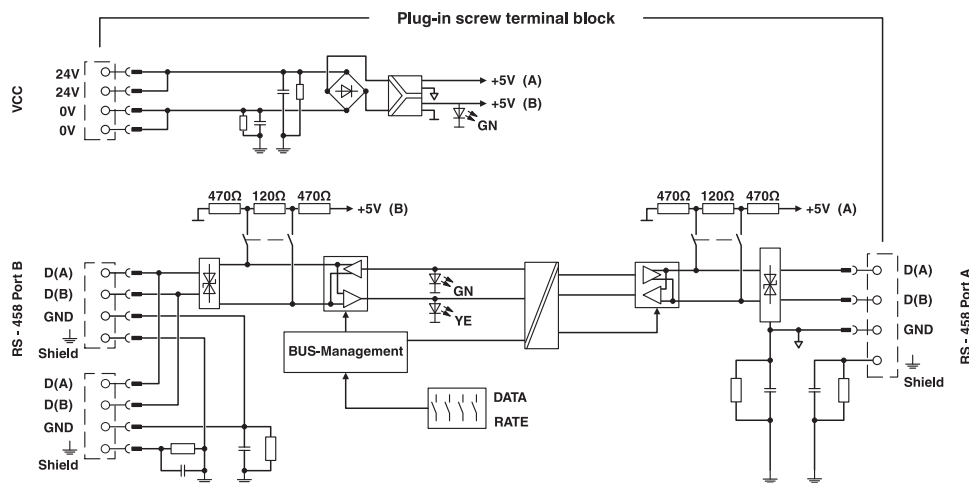 Plug-in screw terminal block
VCC
24V
24V
0V
0V
+5V (A)
+5V (B)
GN
470Ω 120Ω 470Ω
+5V (B)
470Ω 120Ω 470Ω
+5V (A)
RS - 458 Port B
D(A)
D(B)
GND
Shield
D(A)
D(B)
GND
Shield
GN
YE
BUS-Management
DATA
RATE
D(A)
D(B)
GND
Shield
RS - 458 Port A